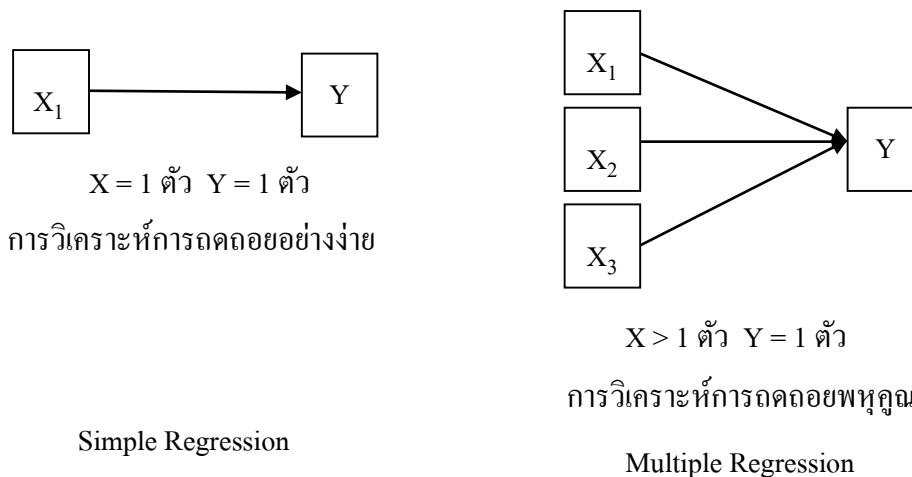 X₁
Y
X = 1 ตัว Y = 1 ตัว
การวิเคราะห์การถดถอยอย่างง่าย
Simple Regression
X₁
X₂
X₃
Y
X > 1 ตัว Y = 1 ตัว
การวิเคราะห์การถดถอยพหุคูณ
Multiple Regression